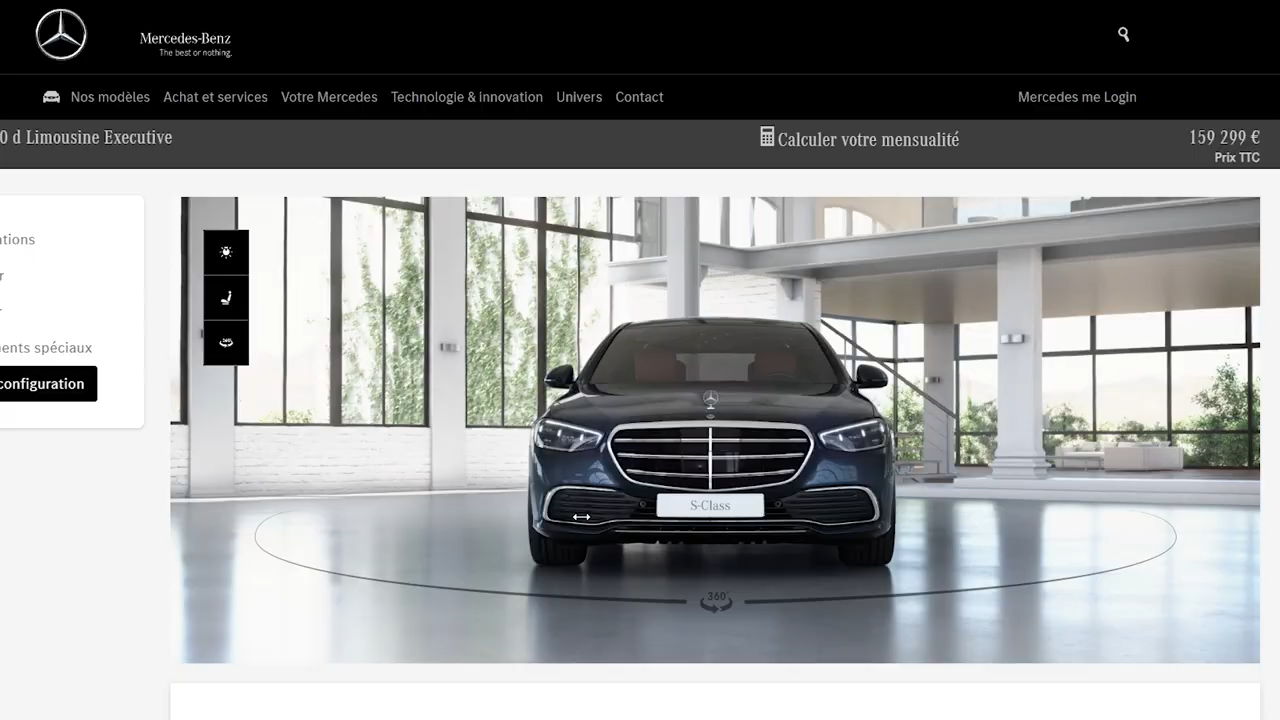 Mercedes-Benz
The best or nothing.
Nos modèles Achat et services Votre Mercedes Technologie & innovation Univers Contact Mercedes me Login
0 d Limousine Executive Calculer votre mensualité 159 299 €
Prix TTC
ations
r
ments spéciaux
configuration
S-Class
360°